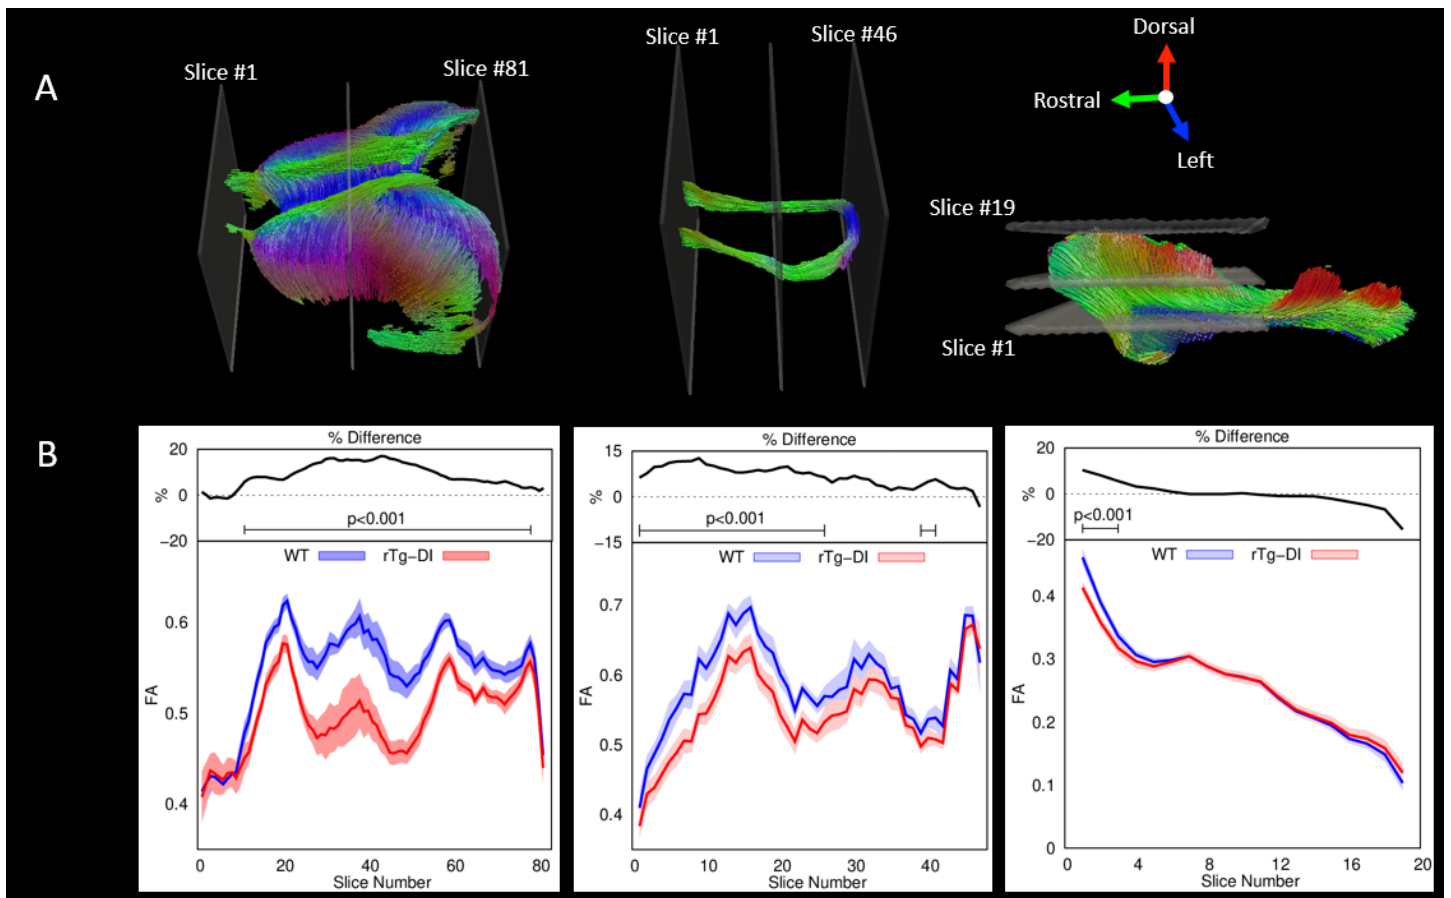 A
Slice #1
Slice #81
Slice #1
Slice #46
Dorsal
Rostral
Left
Slice #19
Slice #1
B
% Difference
20
0
−20
%
p<0.001
WT
rTg−DI
0.6
0.5
0.4
FA
0 20 40 60 80
Slice Number
% Difference
15
0
−15
%
p<0.001
WT
rTg−DI
0.7
0.6
0.5
0.4
FA
10 20 30 40
Slice Number
% Difference
20
0
−20
%
p<0.001
WT
rTg−DI
0.4
0.3
0.2
0.1
0
FA
0 4 8 12 16 20
Slice Number